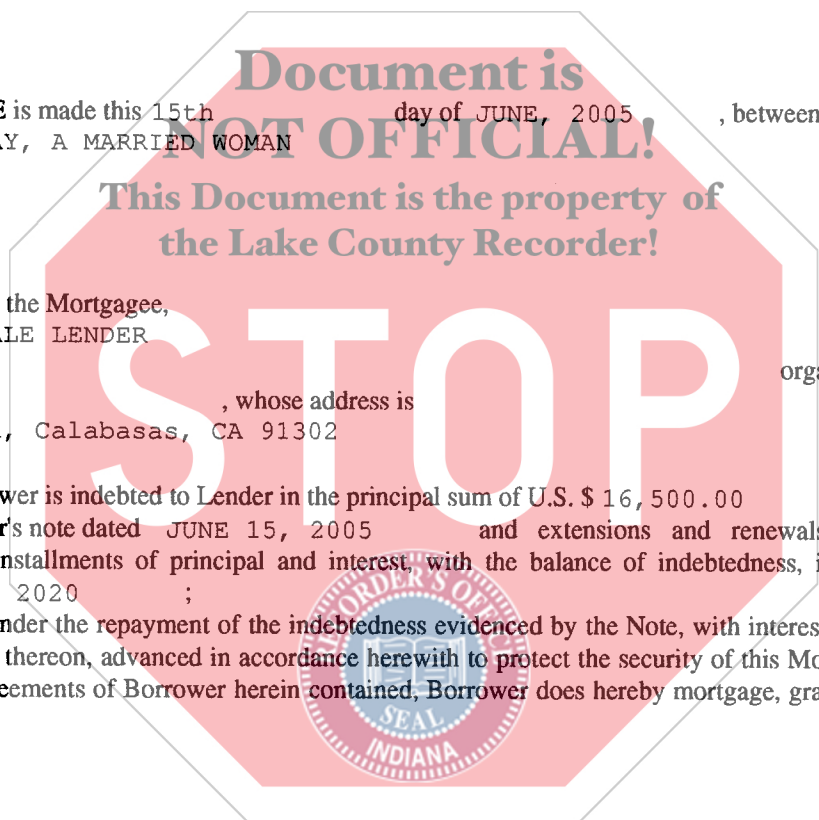 Document is
E is made this 15th day of JUNE, 2005 , between
AY, A MARRIED WOMAN
NOT OFFICIAL!
This Document is the property of
the Lake County Recorder!
the Mortgagee,
ALE LENDER
orga
, whose address is
, Calabasas, CA 91302
STOP
wer is indebted to Lender in the principal sum of U.S. $ 16,500.00
r's note dated JUNE 15, 2005 and extensions and renewals
nstallments of principal and interest, with the balance of indebtedness, i
2020 ;
nder the repayment of the indebtedness evidenced by the Note, with interes
thereon, advanced in accordance herewith to protect the security of this Mo
eements of Borrower herein contained, Borrower does hereby mortgage, gra
RECORDER'S OFFICE
SEAL
INDIANA